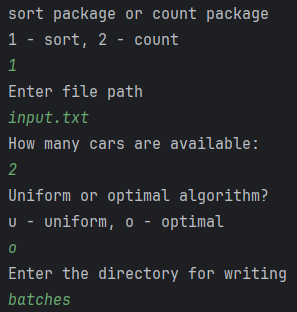 sort package or count package
1 - sort, 2 - count
1
Enter file path
input.txt
How many cars are available:
2
Uniform or optimal algorithm?
u - uniform, o - optimal
o
Enter the directory for writing
batches